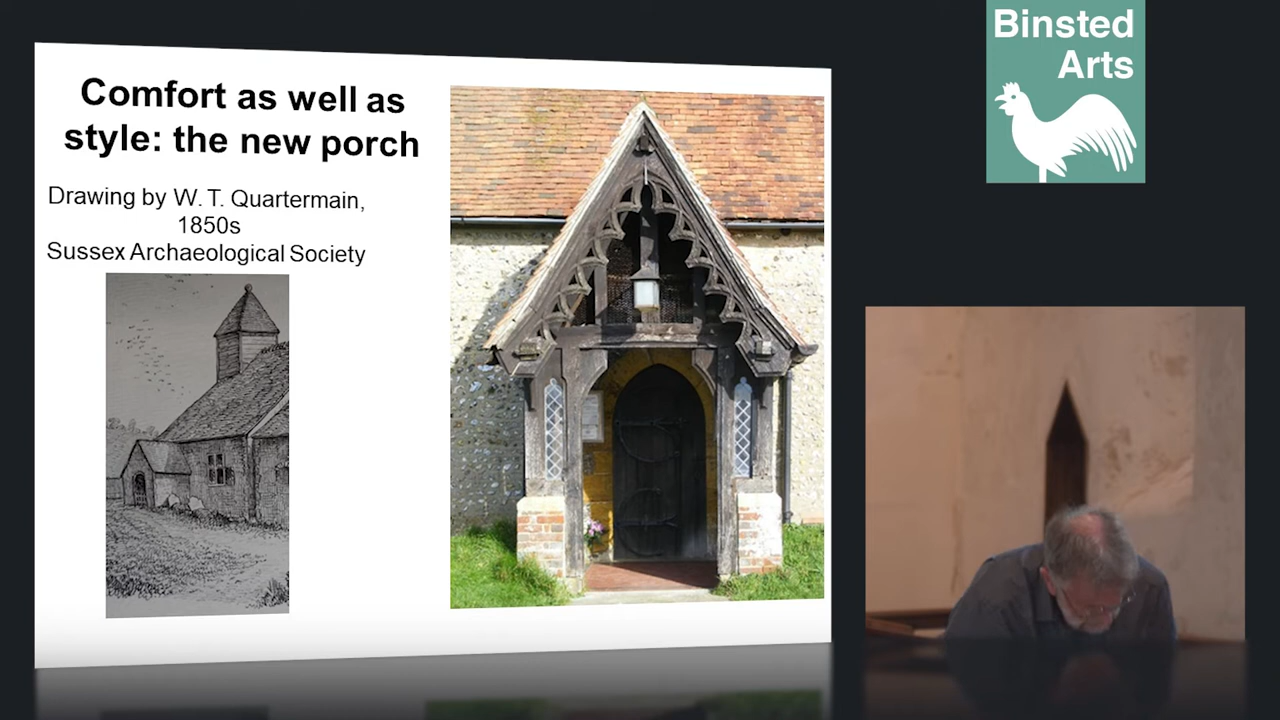 Comfort as well as
style: the new porch
Drawing by W. T. Quartermain,
1850s
Sussex Archaeological Society
Binsted
Arts